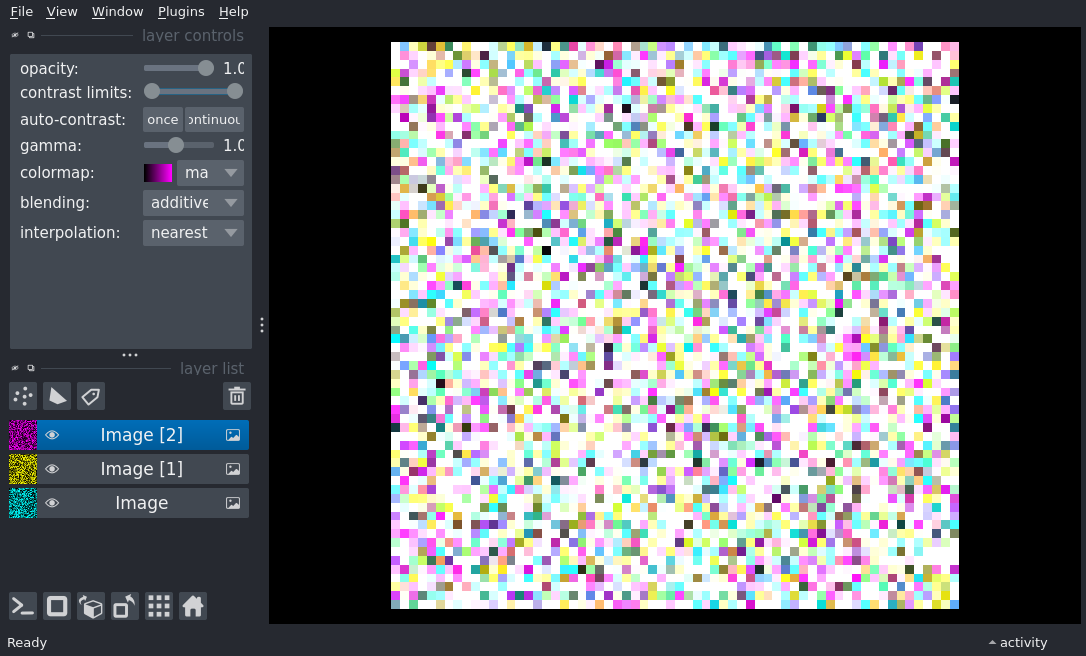 File View Window Plugins Help
layer controls
opacity: 1.0
contrast limits:
auto-contrast: once ontinuou
gamma: 1.0
colormap: ma
blending: additive
interpolation: nearest
layer list
Image [2]
Image [1]
Image
Ready activity